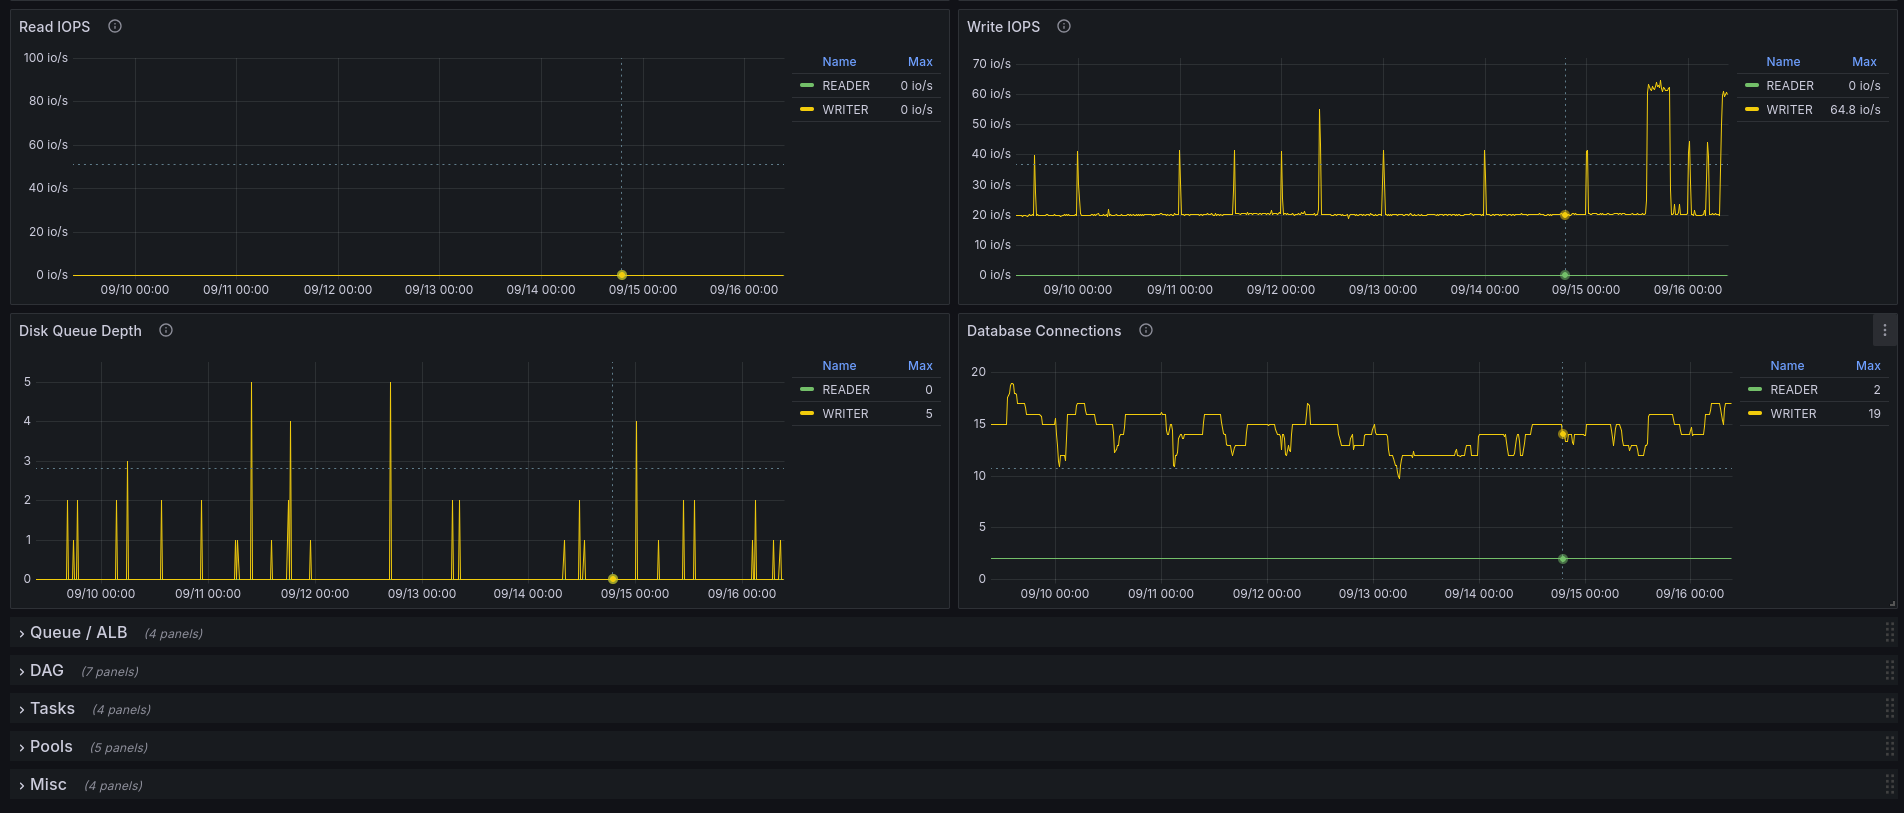 Read IOPS
100 io/s
80 io/s
60 io/s
40 io/s
20 io/s
0 io/s
09/10 00:00 09/11 00:00 09/12 00:00 09/13 00:00 09/14 00:00 09/15 00:00 09/16 00:00
Name Max
READER 0 io/s
WRITER 0 io/s
Write IOPS
70 io/s
60 io/s
50 io/s
40 io/s
30 io/s
20 io/s
10 io/s
0 io/s
09/10 00:00 09/11 00:00 09/12 00:00 09/13 00:00 09/14 00:00 09/15 00:00 09/16 00:00
Name Max
READER 0 io/s
WRITER 64.8 io/s
Disk Queue Depth
5
4
3
2
1
0
09/10 00:00 09/11 00:00 09/12 00:00 09/13 00:00 09/14 00:00 09/15 00:00 09/16 00:00
Name Max
READER 0
WRITER 5
Database Connections
20
15
10
5
0
09/10 00:00 09/11 00:00 09/12 00:00 09/13 00:00 09/14 00:00 09/15 00:00 09/16 00:00
Name Max
READER 2
WRITER 19
Queue / ALB (4 panels)
DAG (7 panels)
Tasks (4 panels)
Pools (5 panels)
Misc (4 panels)